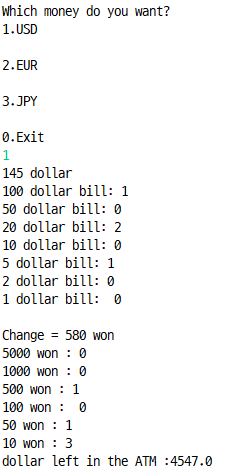 Which money do you want?
1.USD
2.EUR
3.JPY
0.Exit
1
145 dollar
100 dollar bill: 1
50 dollar bill: 0
20 dollar bill: 2
10 dollar bill: 0
5 dollar bill: 1
2 dollar bill: 0
1 dollar bill:  0
Change = 580 won
5000 won : 0
1000 won : 0
500 won : 1
100 won :  0
50 won : 1
10 won : 3
dollar left in the ATM :4547.0